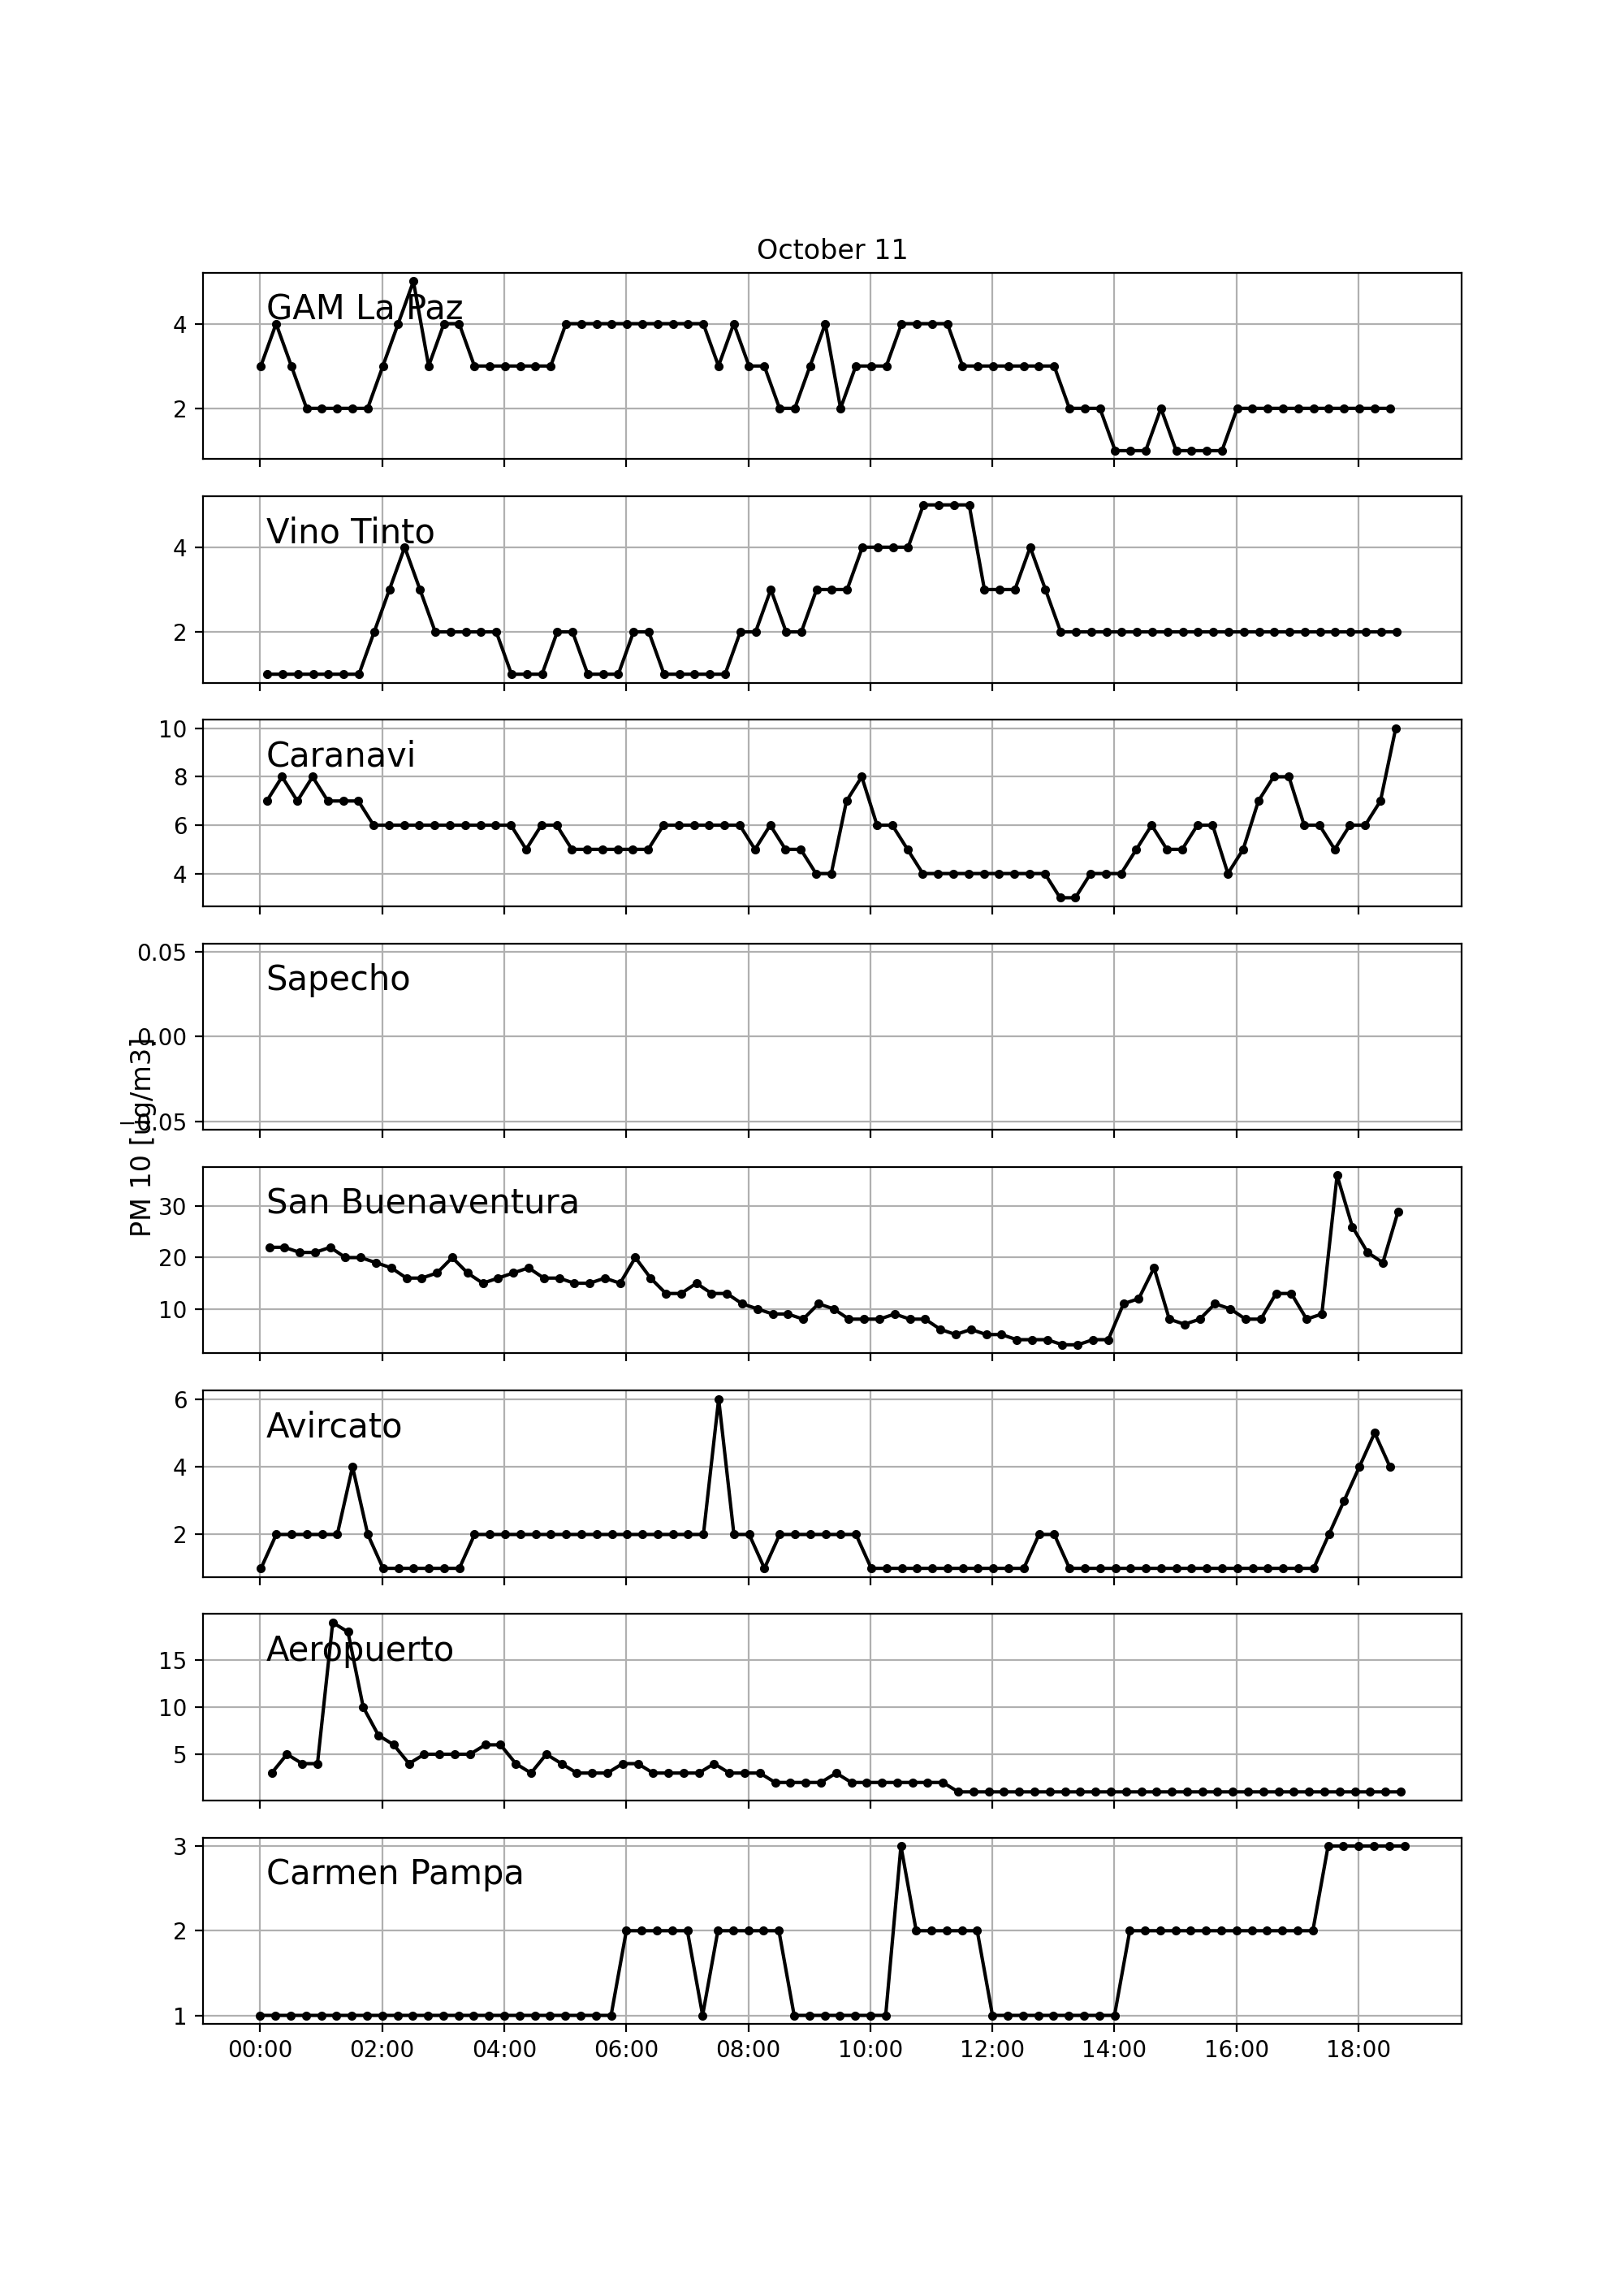 October 11
GAM La Paz
4
2
Vino Tinto
4
2
Caranavi
10
8
6
4
Sapecho
0.05
0.00
−0.05
PM 10 [ug/m3]
San Buenaventura
30
20
10
Avircato
6
4
2
Aeropuerto
15
10
5
Carmen Pampa
3
2
1
00:00 02:00 04:00 06:00 08:00 10:00 12:00 14:00 16:00 18:00